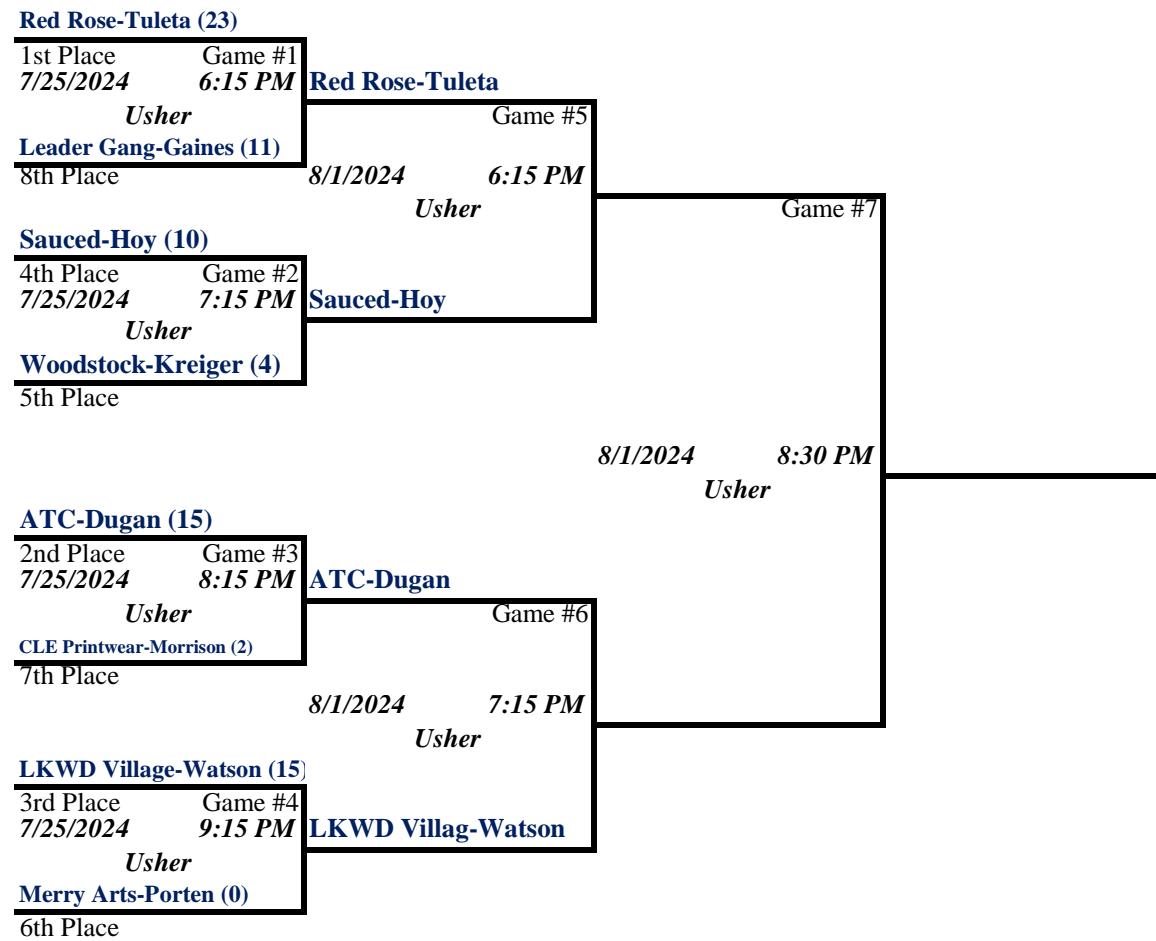 Red Rose-Tuleta (23)
1st Place Game #1
7/25/2024 6:15 PM Red Rose-Tuleta
Usher Game #5
Leader Gang-Gaines (11)
8th Place 8/1/2024 6:15 PM
Usher Game #7
Sauced-Hoy (10)
4th Place Game #2
7/25/2024 7:15 PM Sauced-Hoy
Usher
Woodstock-Kreiger (4)
5th Place
8/1/2024 8:30 PM
Usher
ATC-Dugan (15)
2nd Place Game #3
7/25/2024 8:15 PM ATC-Dugan
Usher Game #6
CLE Printwear-Morrison (2)
7th Place
8/1/2024 7:15 PM
Usher
LKWD Village-Watson (15)
3rd Place Game #4
7/25/2024 9:15 PM LKWD Villag-Watson
Usher
Merry Arts-Porten (0)
6th Place